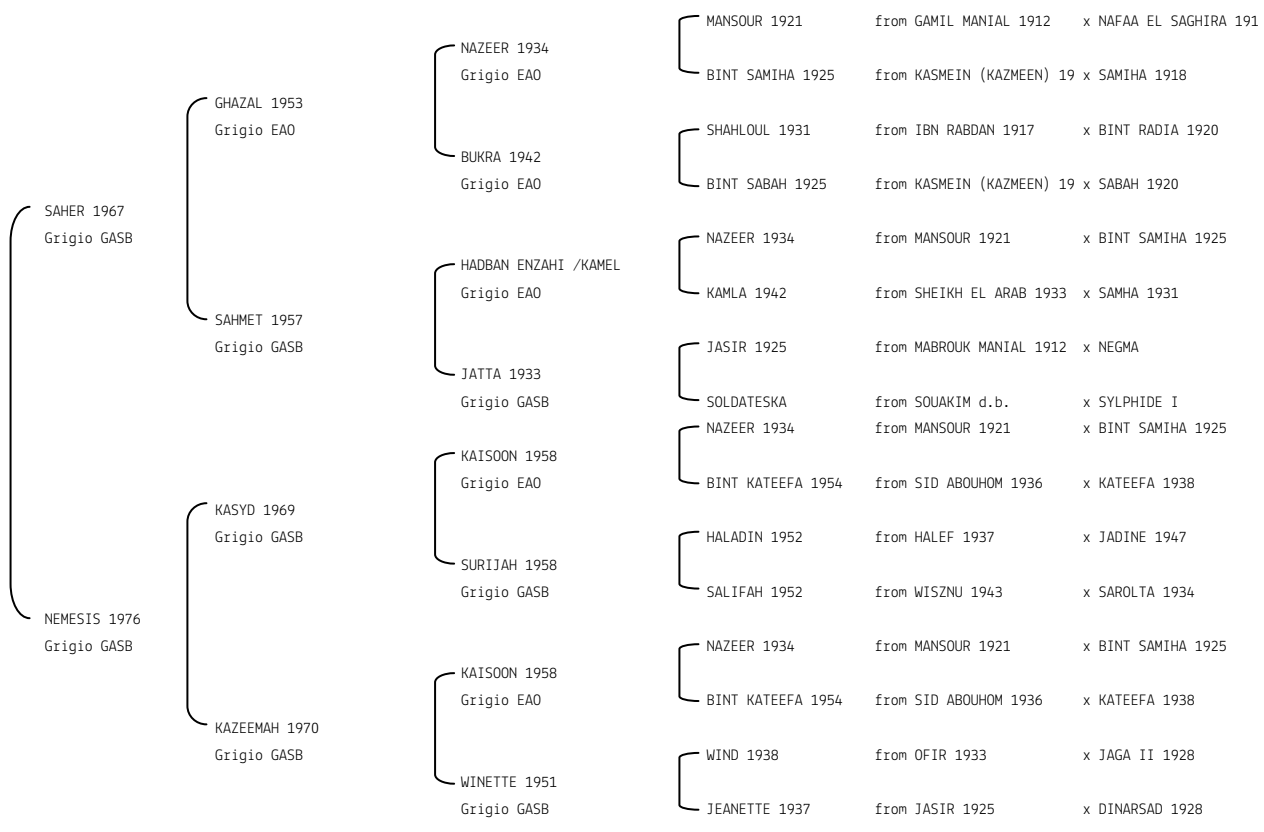 MANSOUR 1921 from GAMIL MANIAL 1912 x NAFAA EL SAGHIRA 191
NAZEER 1934
Grigio EAO BINT SAMIHA 1925 from KASMEIN (KAZMEEN) 19 x SAMIHA 1918
GHAZAL 1953
Grigio EAO SHAHLOUL 1931 from IBN RABDAN 1917 x BINT RADIA 1920
BUKRA 1942
Grigio EAO BINT SABAH 1925 from KASMEIN (KAZMEEN) 19 x SABAH 1920
SAHER 1967
Grigio GASB NAZEER 1934 from MANSOUR 1921 x BINT SAMIHA 1925
HADBAN ENZAHI /KAMEL
Grigio EAO KAMLA 1942 from SHEIKH EL ARAB 1933 x SAMHA 1931
SAHMET 1957
Grigio GASB JASIR 1925 from MABROUK MANIAL 1912 x NEGMA
JATTA 1933
Grigio GASB SOLDATESKA from SOUAKIM d.b. x SYLPHIDE I
NAZEER 1934 from MANSOUR 1921 x BINT SAMIHA 1925
KAISOON 1958
Grigio EAO BINT KATEEFA 1954 from SID ABOUHOM 1936 x KATEEFA 1938
KASYD 1969
Grigio GASB HALADIN 1952 from HALEF 1937 x JADINE 1947
SURIJAH 1958
Grigio GASB SALIFAH 1952 from WISZNU 1943 x SAROLTA 1934
NEMESIS 1976
Grigio GASB NAZEER 1934 from MANSOUR 1921 x BINT SAMIHA 1925
KAISOON 1958
Grigio EAO BINT KATEEFA 1954 from SID ABOUHOM 1936 x KATEEFA 1938
KAZEEMAH 1970
Grigio GASB WIND 1938 from OFIR 1933 x JAGA II 1928
WINETTE 1951
Grigio GASB JEANETTE 1937 from JASIR 1925 x DINARSAD 1928